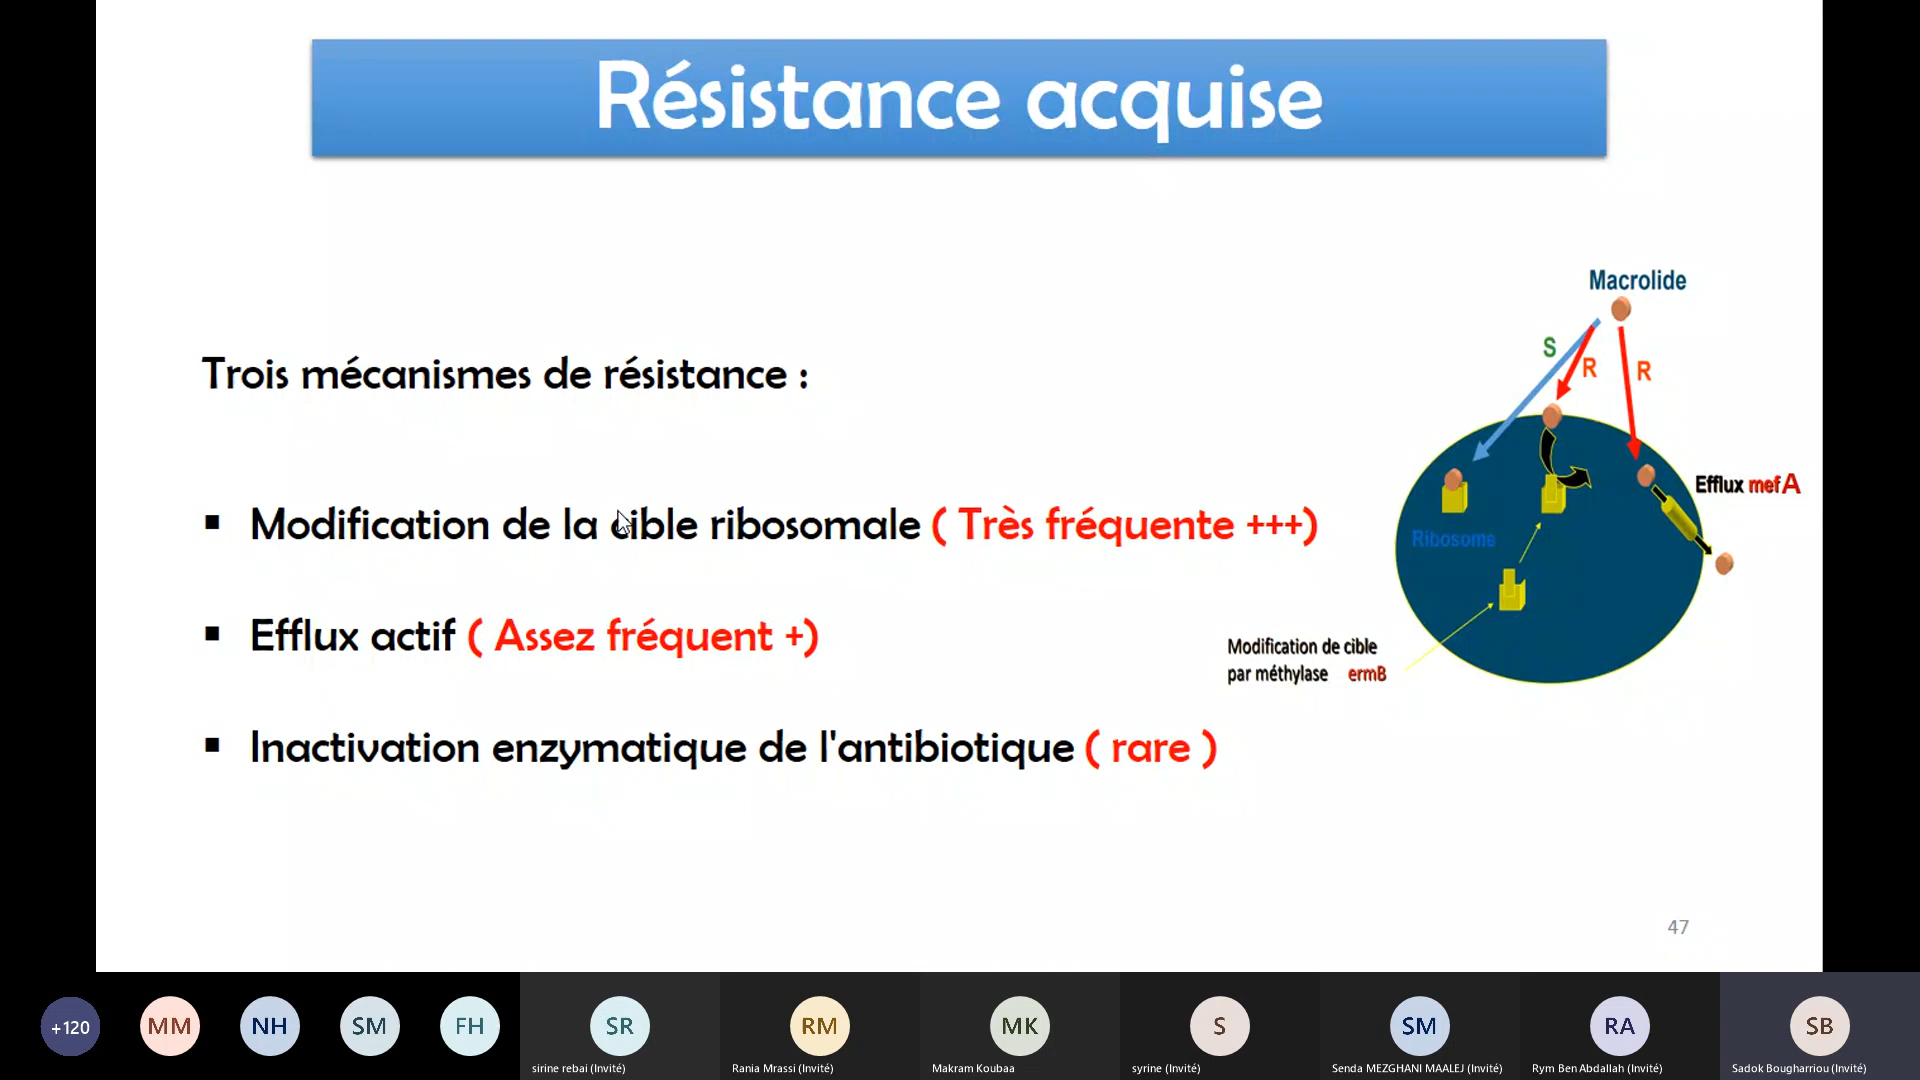 Résistance acquise
Trois mécanismes de résistance :
▪ Modification de la cible ribosomale ( Très fréquente +++)
▪ Efflux actif ( Assez fréquent +)
▪ Inactivation enzymatique de l'antibiotique ( rare )
Macrolide
S
R
R
Efflux mefA
Ribosome
Modification de cible
par méthylase ermB
47
+120
MM
NH
SM
FH
SR
sirine rebai (Invité)
RM
Rania Mrassi (Invité)
MK
Makram Koubaa
S
syrine (Invité)
SM
Senda MEZGHANI MAALEJ (Invité)
RA
Rym Ben Abdallah (Invité)
SB
Sadok Bougharriou (Invité)